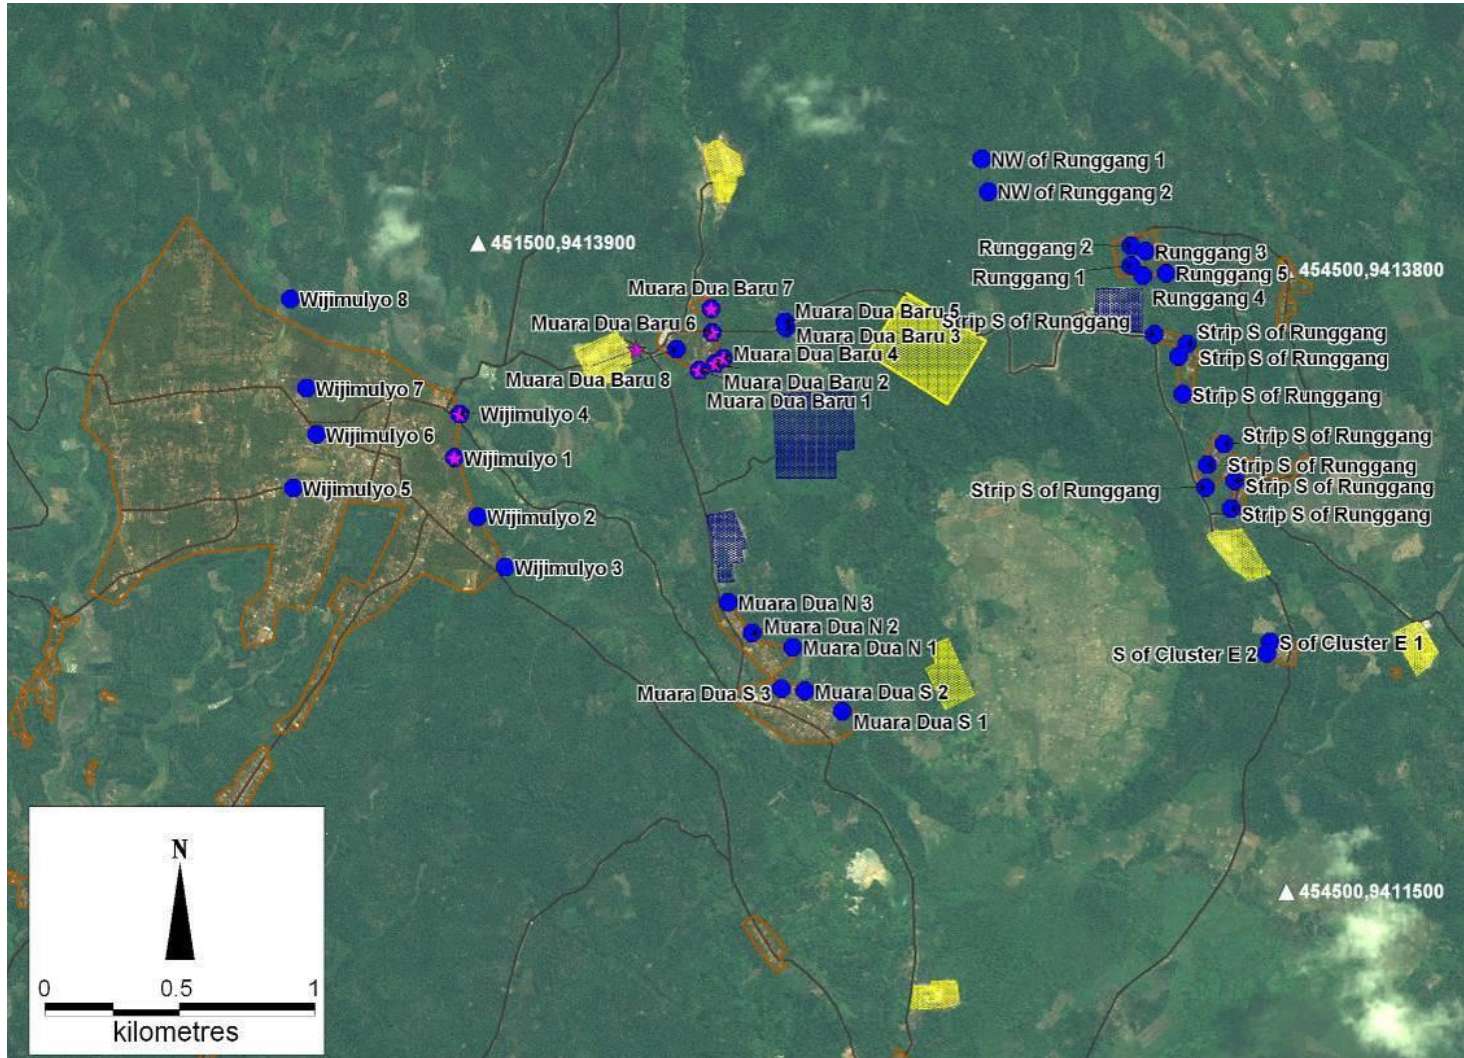 NW of Runggang 1
NW of Runggang 2
451500,9413900
Runggang 2
Runggang 3
Runggang 1
Runggang 5
454500,9413800
Runggang 4
Wijimulyo 8
Muara Dua Baru 7
Muara Dua Baru 5
Muara Dua Baru 6
Strip S of Runggang
Muara Dua Baru 3
Strip S of Runggang
Muara Dua Baru 4
Strip S of Runggang
Muara Dua Baru 8
Muara Dua Baru 2
Wijimulyo 7
Muara Dua Baru 1
Strip S of Runggang
Wijimulyo 4
Wijimulyo 6
Strip S of Runggang
Wijimulyo 1
Strip S of Runggang
Wijimulyo 5
Strip S of Runggang
Strip S of Runggang
Wijimulyo 2
Strip S of Runggang
Wijimulyo 3
Muara Dua N 3
Muara Dua N 2
Muara Dua N 1
S of Cluster E 1
S of Cluster E 2
Muara Dua S 3
Muara Dua S 2
Muara Dua S 1
N
454500,9411500
0 0.5 1
kilometres